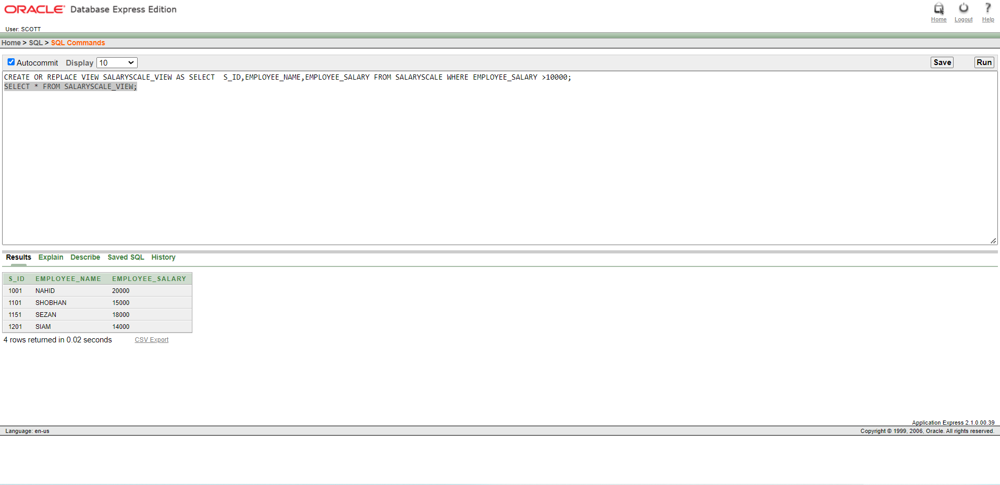 ORACLE Database Express Edition
Home Logout Help
User: SCOTT
Home > SQL > SQL Commands
Autocommit Display 10 Save Run
CREATE OR REPLACE VIEW SALARYSCALE_VIEW AS SELECT  S_ID,EMPLOYEE_NAME,EMPLOYEE_SALARY FROM SALARYSCALE WHERE EMPLOYEE_SALARY >10000;
SELECT * FROM SALARYSCALE_VIEW;
Results Explain Describe Saved SQL History
S_ID EMPLOYEE_NAME EMPLOYEE_SALARY
1001 NAHID 20000
1101 SHOBHAN 15000
1151 SEZAN 18000
1201 SIAM 14000
4 rows returned in 0.02 seconds CSV Export
Application Express 2.1.0.00.39
Language: en-us Copyright © 1999, 2006, Oracle. All rights reserved.